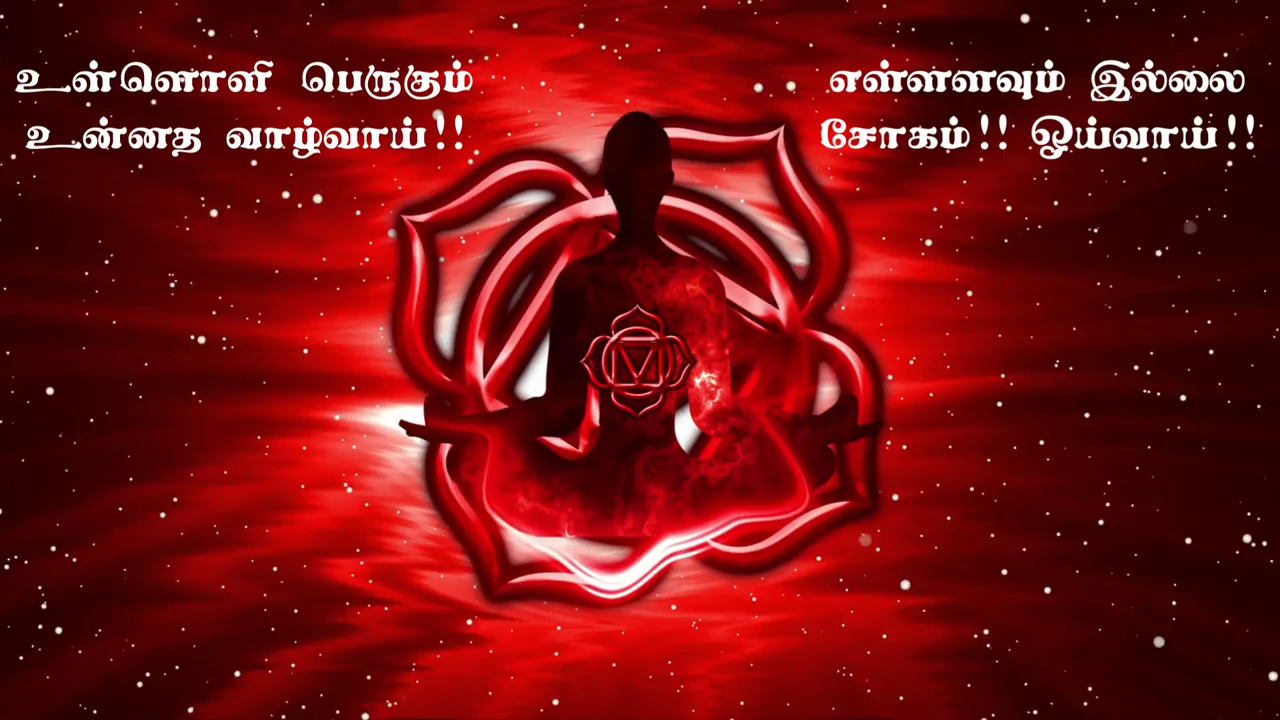 உள்ளொளி பெருகும்
உன்னத வாழ்வாய்!!
எள்ளளவும் இல்லை
சோகம்!! ஓய்வாய்!!